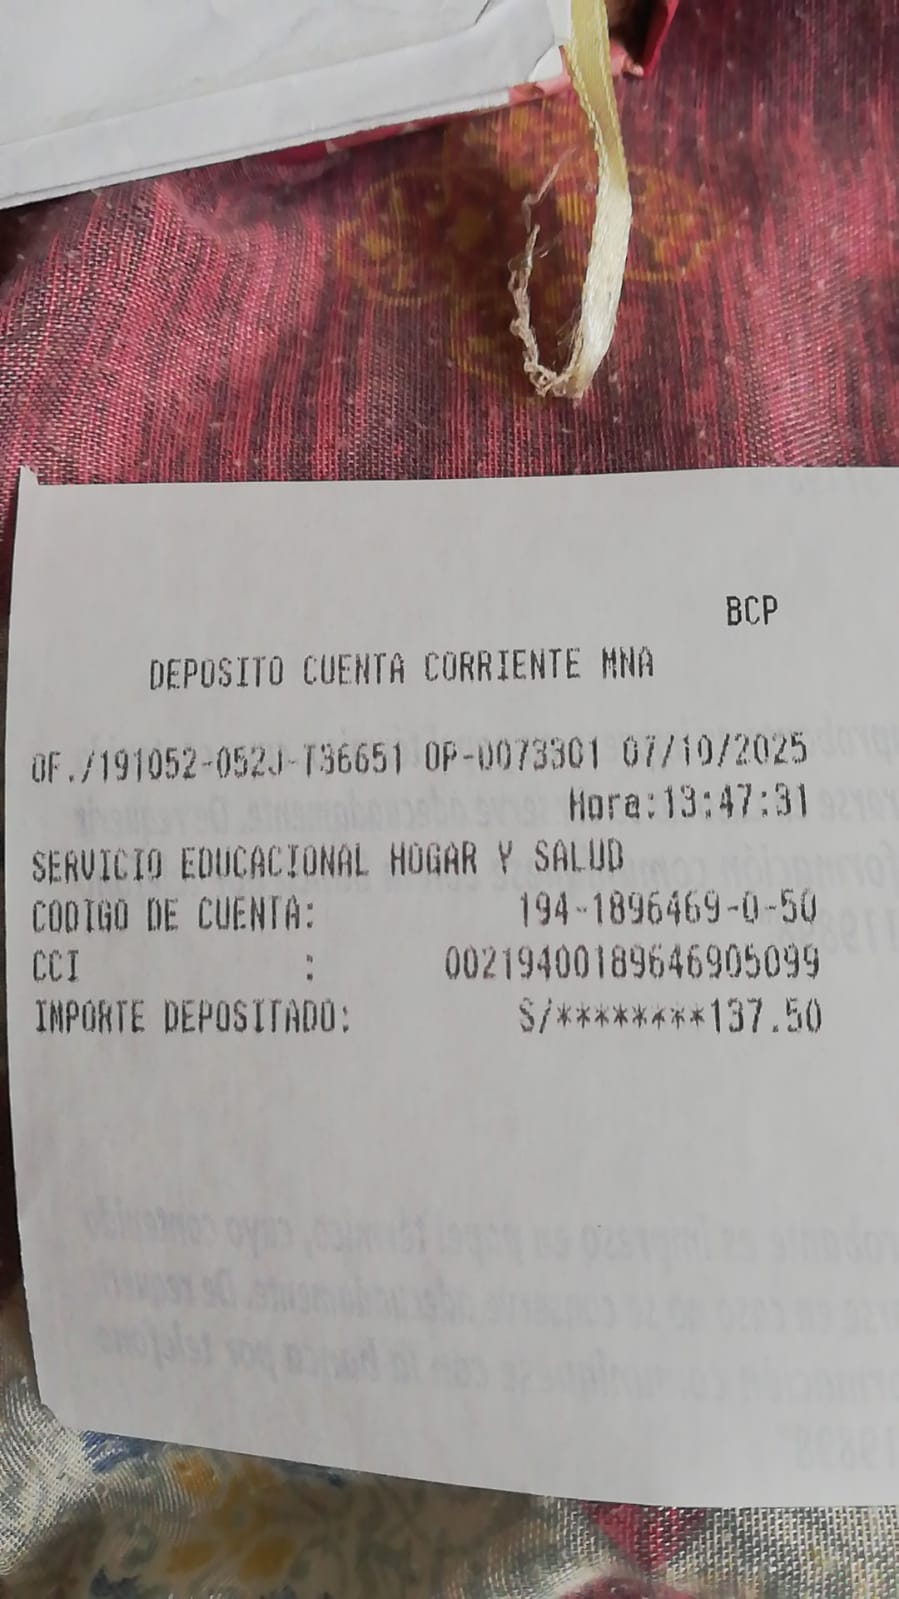 BCP
DEPOSITO CUENTA CORRIENTE MNA
OF./191052-052J-T36651 OP-0073301 07/10/2025
Hora:13:47:31
SERVICIO EDUCACIONAL HOGAR Y SALUD
CODIGO DE CUENTA: 194-1896469-0-50
CCI : 00219400189646905099
IMPORTE DEPOSITADO: S/********137.50